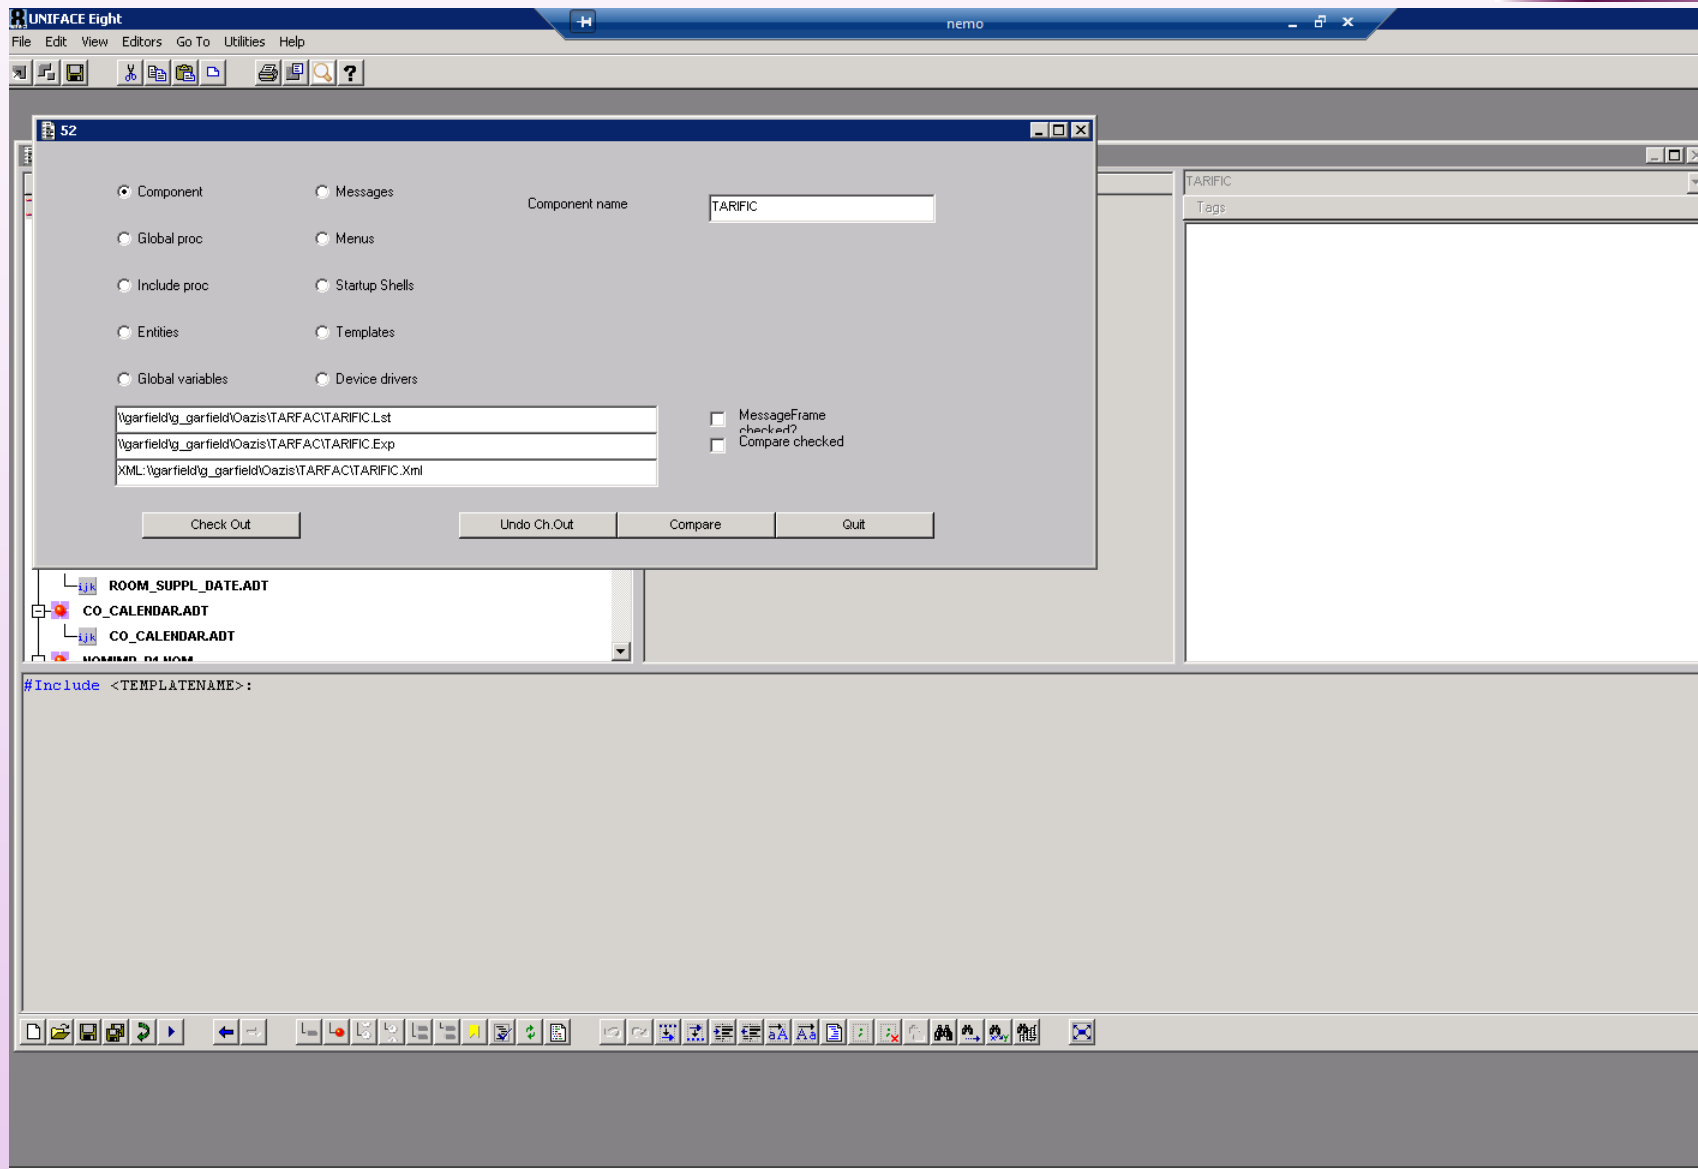 UNIFACE Eight
nemo
File Edit View Editors Go To Utilities Help
52
Component
Messages
Component name
TARIFIC
Global proc
Menus
Include proc
Startup Shells
Entities
Templates
Global variables
Device drivers
\\garfield\g_garfield\Oazis\TARFAC\TARIFIC.Lst
MessageFrame
checked?
\\garfield\g_garfield\Oazis\TARFAC\TARIFIC.Exp
Compare checked
XML:\\garfield\g_garfield\Oazis\TARFAC\TARIFIC.Xml
Check Out
Undo Ch.Out
Compare
Quit
TARIFIC
Tags
ijk ROOM_SUPPL_DATE.ADT
CO_CALENDAR.ADT
ijk CO_CALENDAR.ADT
#Include <TEMPLATENAME>: